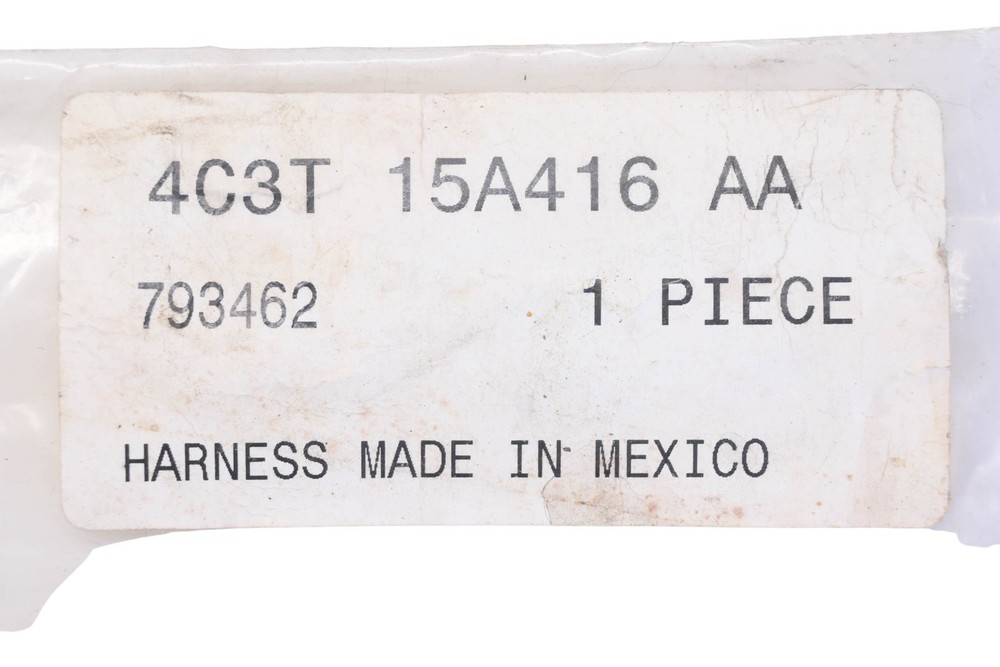 4C3T 15A416 AA
793462 1 PIECE
HARNESS MADE IN MEXICO